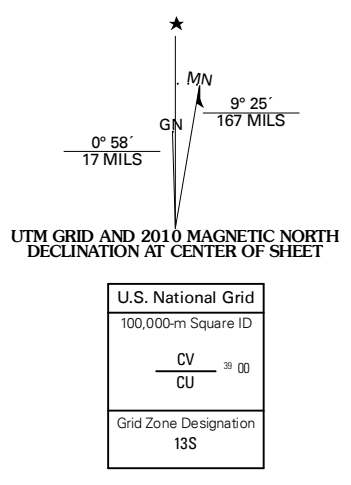 ★
MN
GN
9° 25´
167 MILS
0° 58´
17 MILS
UTM GRID AND 2010 MAGNETIC NORTH
DECLINATION AT CENTER OF SHEET
U.S. National Grid
100,000-m Square ID
CV
39 00
CU
Grid Zone Designation
13S